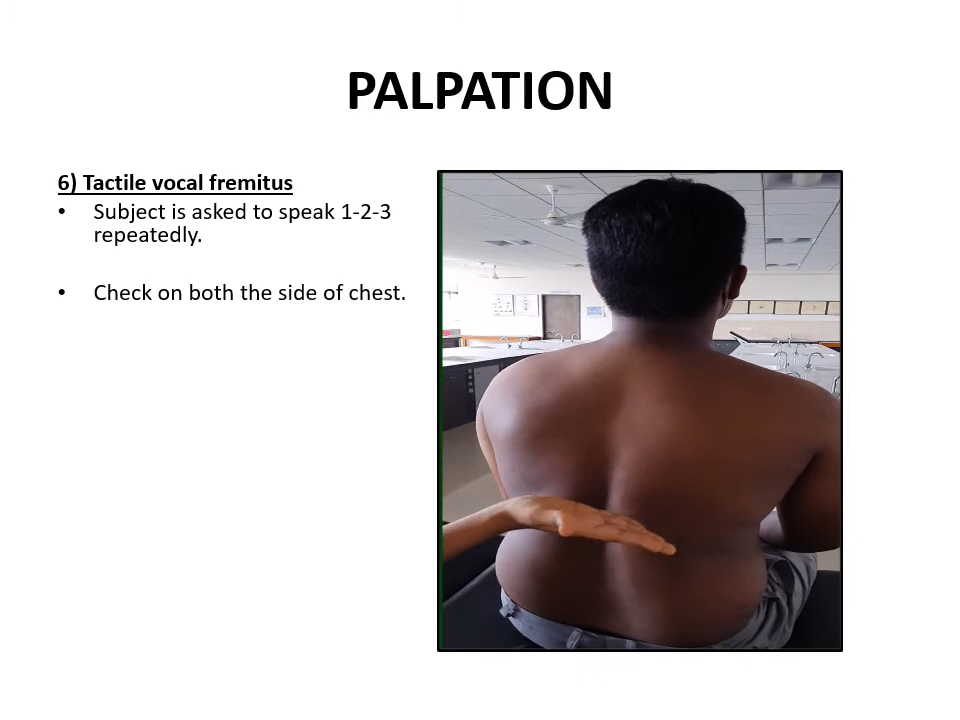 PALPATION
6) Tactile vocal fremitus
• Subject is asked to speak 1-2-3
repeatedly.
• Check on both the side of chest.